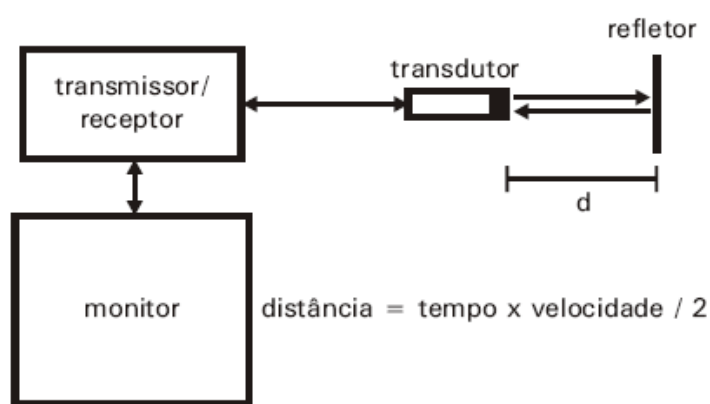 refletor
transdutor
transmissor/
receptor
d
monitor
distância = tempo x velocidade / 2